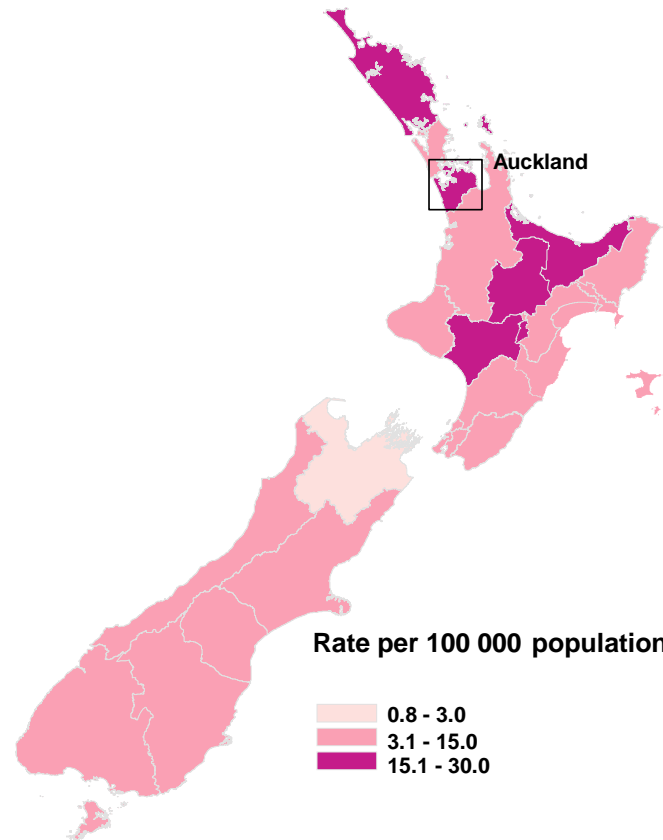 Auckland
Rate per 100 000 population
0.8 - 3.0
3.1 - 15.0
15.1 - 30.0